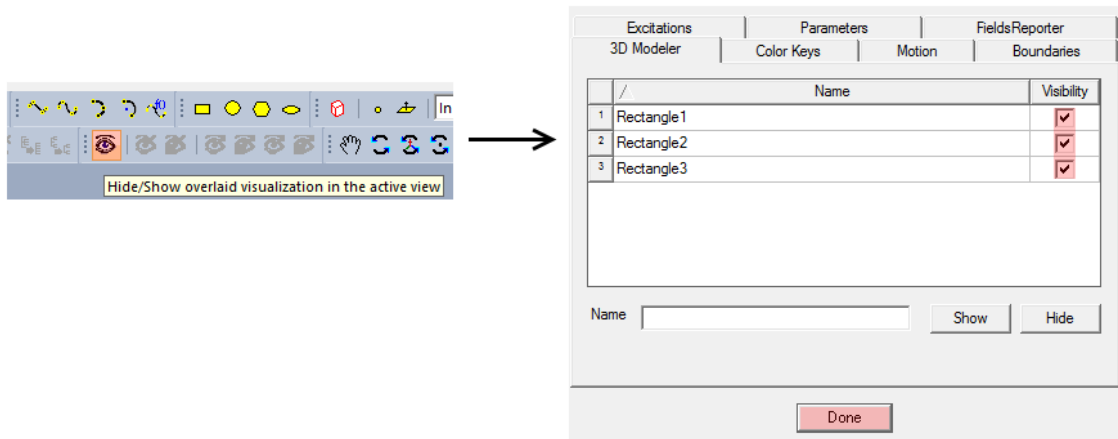 f()
In
Hide/Show overlaid visualization in the active view
Excitations Parameters FieldsReporter
3D Modeler Color Keys Motion Boundaries
/ Name Visibility
1 Rectangle1
2 Rectangle2
3 Rectangle3
Name Show Hide
Done